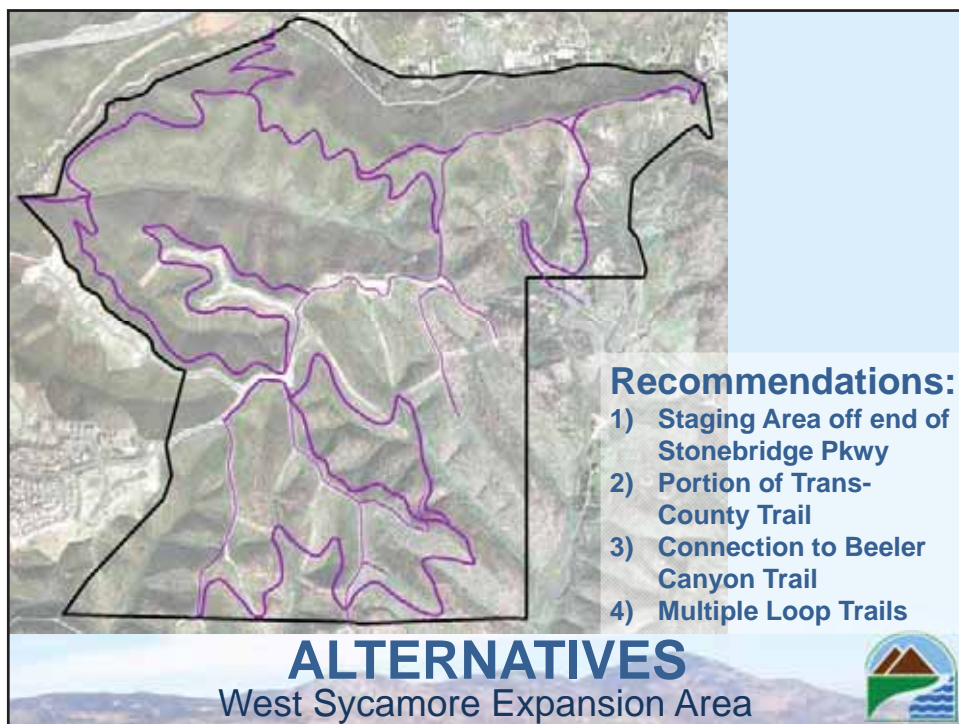 Recommendations:
1) Staging Area off end of
Stonebridge Pkwy
2) Portion of Trans-
County Trail
3) Connection to Beeler
Canyon Trail
4) Multiple Loop Trails
ALTERNATIVES
West Sycamore Expansion Area